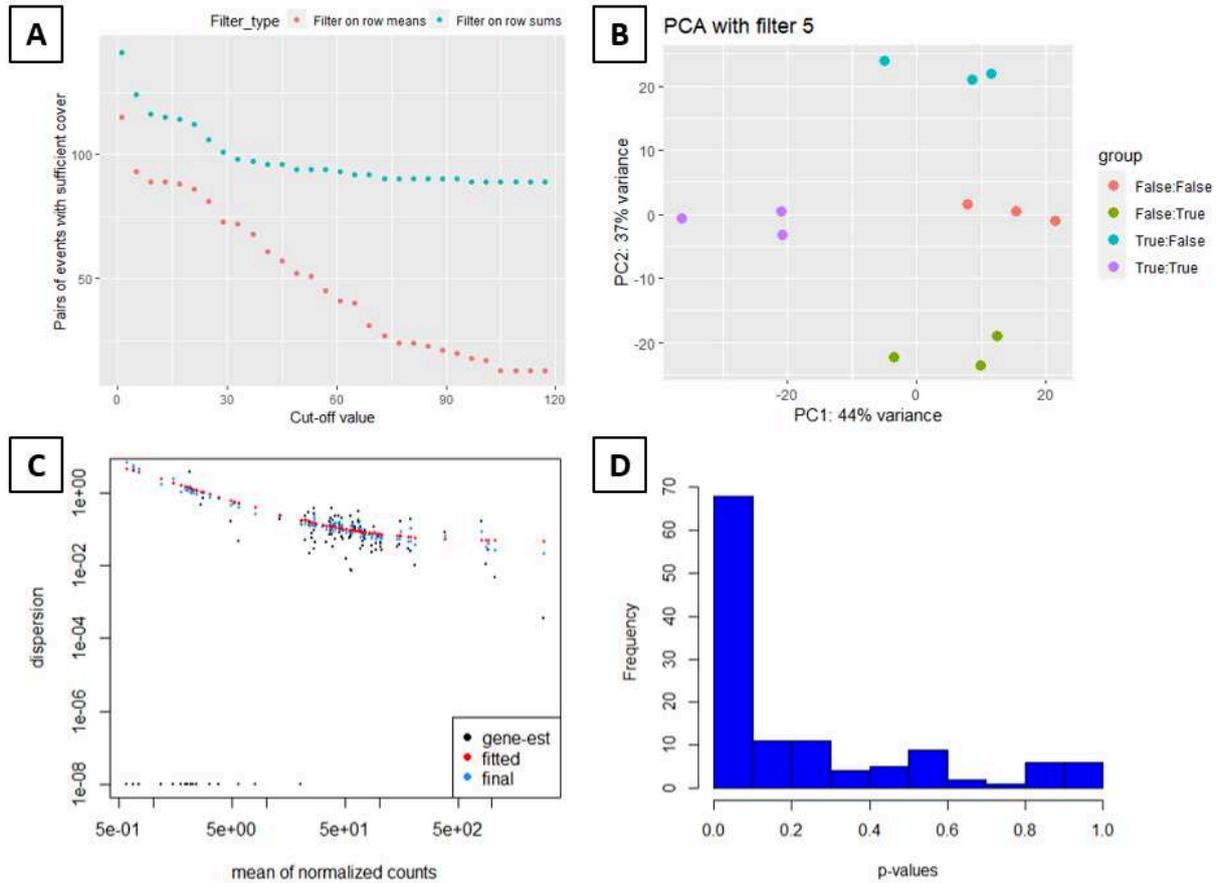 A
Filter_type Filter on row means Filter on row sums
Pairs of events with sufficient cover
100
50
0 30 60 90 120
Cut-off value
B
PCA with filter 5
PC2: 37% variance
20
10
0
-10
-20
-20 0 20
PC1: 44% variance
group
False:False
False:True
True:False
True:True
C
dispersion
1e+00
1e-02
1e-04
1e-06
1e-08
gene-est
fitted
final
5e-01 5e+00 5e+01 5e+02
mean of normalized counts
D
Frequency
70
60
50
40
30
20
10
0
0.0 0.2 0.4 0.6 0.8 1.0
p-values